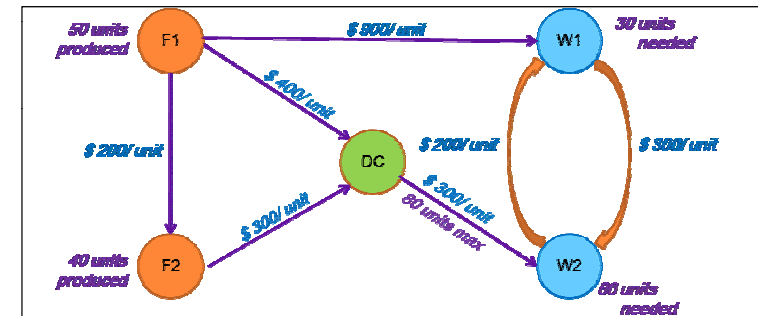 50 units
produced
F1
$ 900/ unit
W1
30 units
needed
$ 400/ unit
$ 200/ unit
DC
$ 200/ unit
$ 300/ unit
$ 300/ unit
80 units max
$ 300/ unit
40 units
produced
F2
W2
60 units
needed